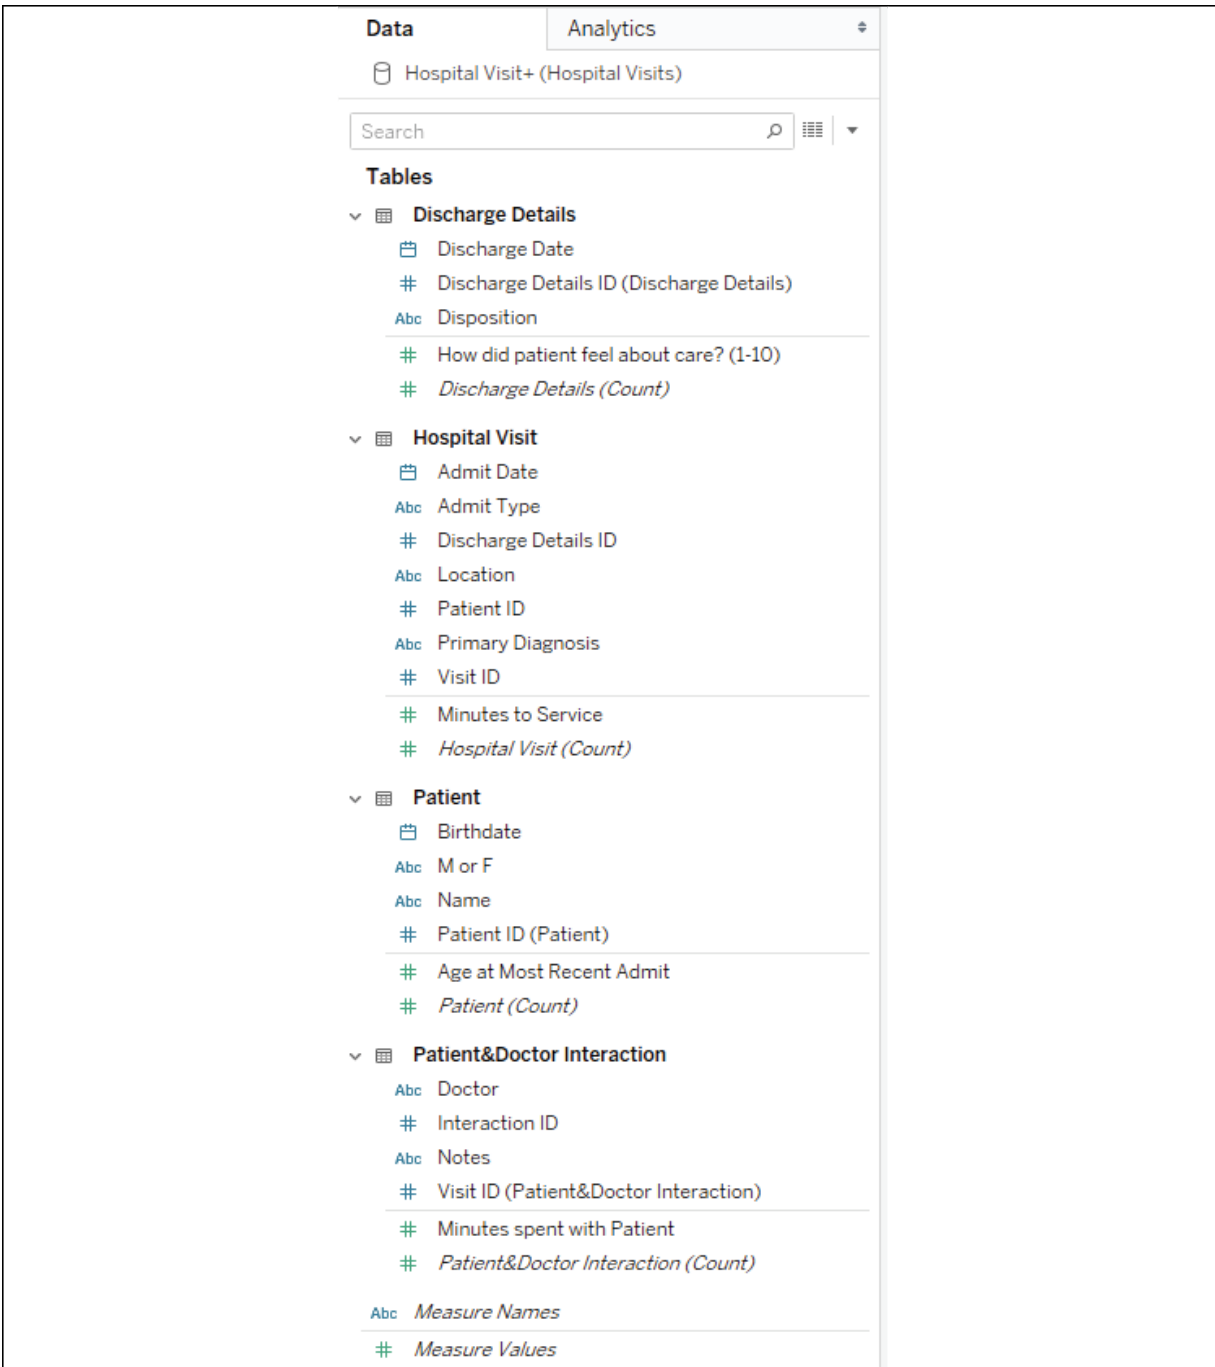 Data Analytics
Hospital Visit+ (Hospital Visits)
Search
Tables
Discharge Details
Discharge Date
# Discharge Details ID (Discharge Details)
Abc Disposition
# How did patient feel about care? (1-10)
# Discharge Details (Count)
Hospital Visit
Admit Date
Abc Admit Type
# Discharge Details ID
Abc Location
# Patient ID
Abc Primary Diagnosis
# Visit ID
# Minutes to Service
# Hospital Visit (Count)
Patient
Birthdate
Abc M or F
Abc Name
# Patient ID (Patient)
# Age at Most Recent Admit
# Patient (Count)
Patient&Doctor Interaction
Abc Doctor
# Interaction ID
Abc Notes
# Visit ID (Patient&Doctor Interaction)
# Minutes spent with Patient
# Patient&Doctor Interaction (Count)
Abc Measure Names
# Measure Values